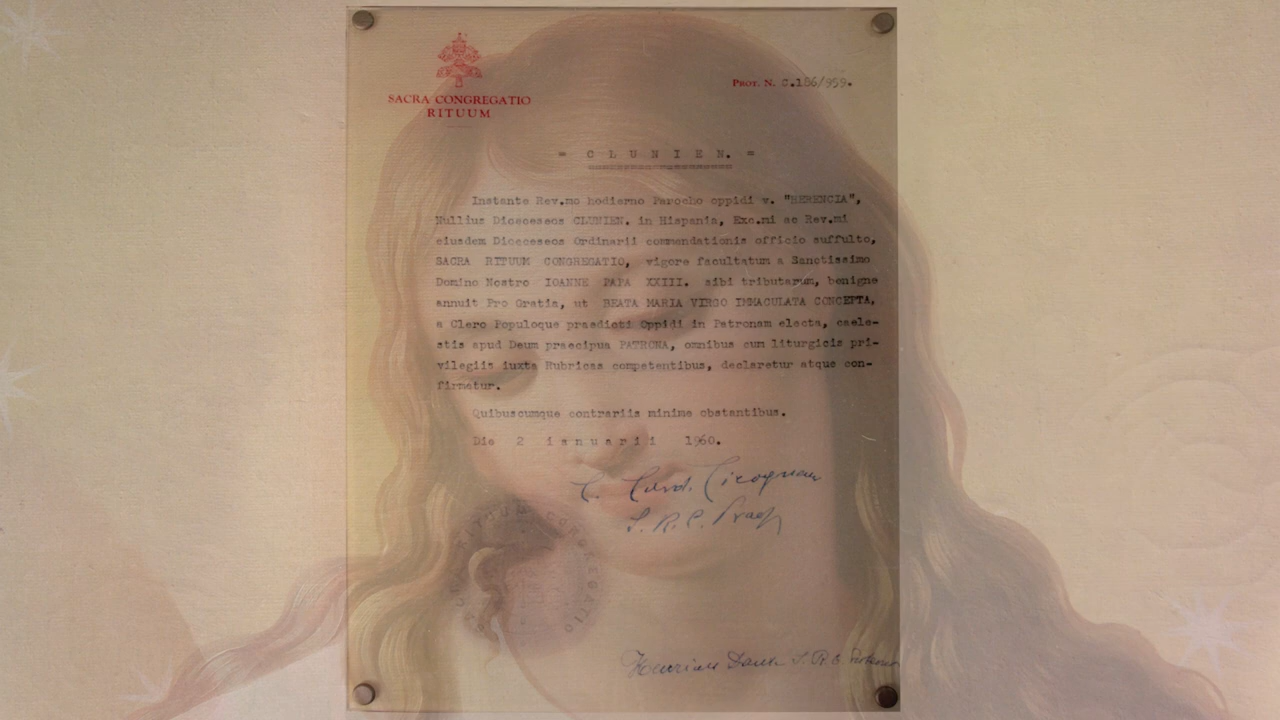 SACRA CONGREGATIO
RITUUM
PROT. N. C.186/959.
= C L U N I E N. =
Instante Rev.mo hodierno Parocho oppidi v. "HERENCIA",
Nullius Dioeceseos CLUNIEN. in Hispania, Exc.mi ac Rev.mi
eiusdem Dioeceseos Ordinarii commendationis officio suffulto,
SACRA RITUUM CONGREGATIO, vigore facultatum a Sanctissimo
Domino Nostro IOANNE PAPA XXIII. sibi tributarum, benigne
annuit Pro Gratia, ut BEATA MARIA VIRGO IMMACULATA CONCEPTA,
a Clero Populoque praedicti Oppidi in Patronam electa, caele-
stis apud Deum praecipua PATRONA, omnibus cum liturgicis pri-
vilegiis iuxta Rubricas competentibus, declaretur atque con-
firmetur.
Quibuscumque contrariis minime obstantibus.
Die 2 ianuarii 1960.
C. Card. Cicognani
S. R. C. Praef
RITUUM CONGREGATIO
S. R. C.